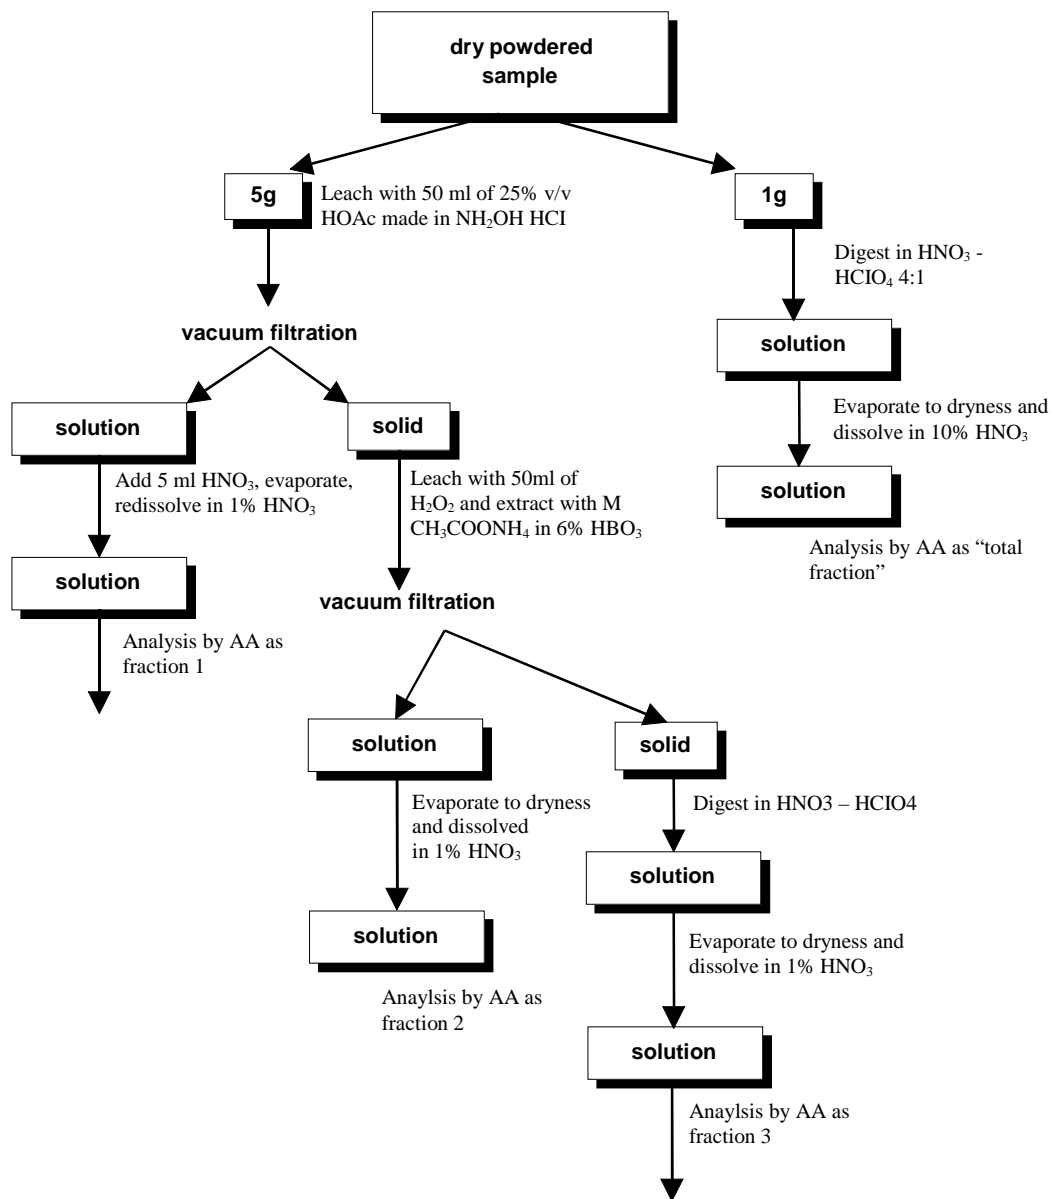 dry powdered
sample
5g
Leach with 50 ml of 25% v/v
HOAc made in NH₂OH HCI
1g
Digest in HNO₃ -
HCIO₄ 4:1
vacuum filtration
solution
Evaporate to dryness and
dissolve in 10% HNO₃
solution
solid
Add 5 ml HNO₃, evaporate,
redissolve in 1% HNO₃
Leach with 50ml of
H₂O₂ and extract with M
CH₃COONH₄ in 6% HBO₃
solution
Analysis by AA as “total
fraction”
solution
vacuum filtration
Analysis by AA as
fraction 1
solution
solid
Evaporate to dryness
and dissolved
in 1% HNO₃
Digest in HNO3 – HCIO4
solution
solution
Evaporate to dryness and
dissolve in 1% HNO₃
Anaylsis by AA as
fraction 2
solution
Anaylsis by AA as
fraction 3